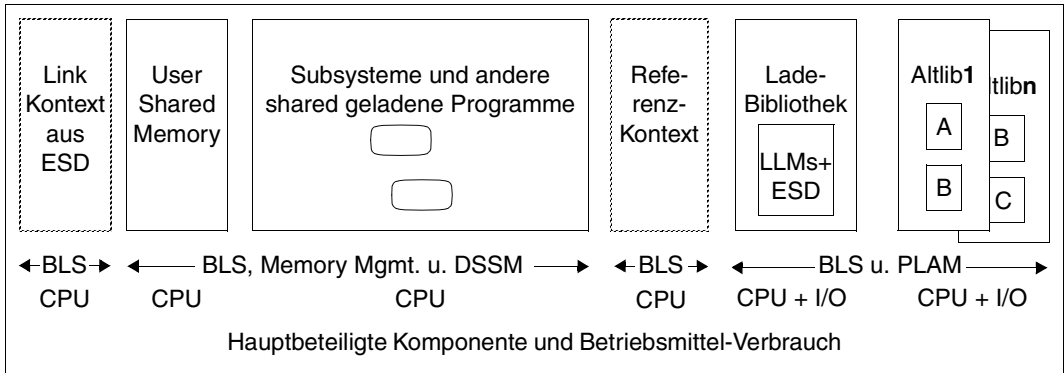 Link
Kontext
aus
ESD
User
Shared
Memory
Subsysteme und andere
shared geladene Programme
Refe-
renz-
Kontext
Lade-
Bibliothek
LLMs+
ESD
Altlib1
A
B
ltlibn
B
C
BLS
BLS, Memory Mgmt. u. DSSM
BLS
BLS u. PLAM
CPU
CPU
CPU
CPU
CPU + I/O
CPU + I/O
Hauptbeteiligte Komponente und Betriebsmittel-Verbrauch